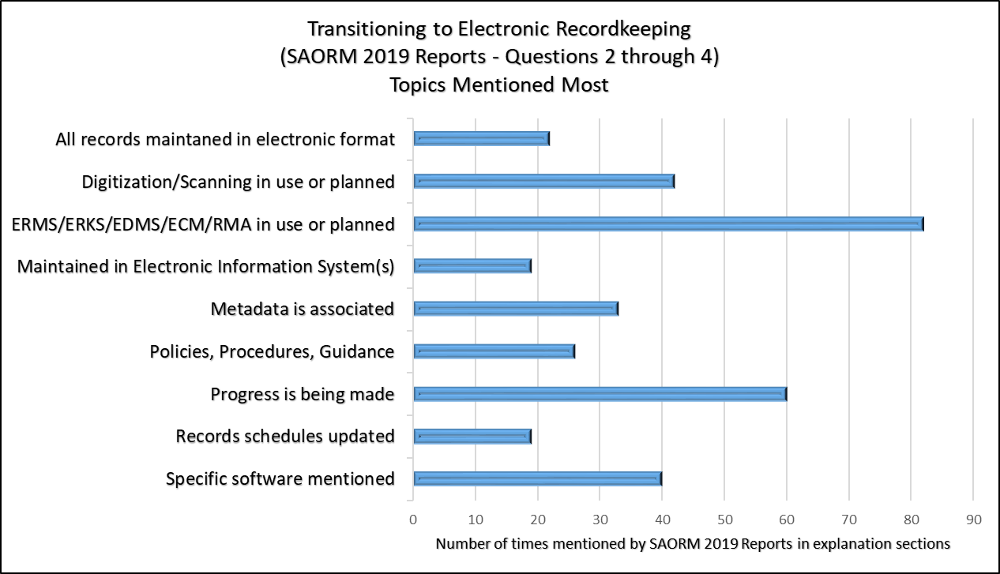 Transitioning to Electronic Recordkeeping
(SAORM 2019 Reports - Questions 2 through 4)
Topics Mentioned Most
All records maintaned in electronic format
Digitization/Scanning in use or planned
ERMS/ERKS/EDMS/ECM/RMA in use or planned
Maintained in Electronic Information System(s)
Metadata is associated
Policies, Procedures, Guidance
Progress is being made
Records schedules updated
Specific software mentioned
0 10 20 30 40 50 60 70 80 90
Number of times mentioned by SAORM 2019 Reports in explanation sections